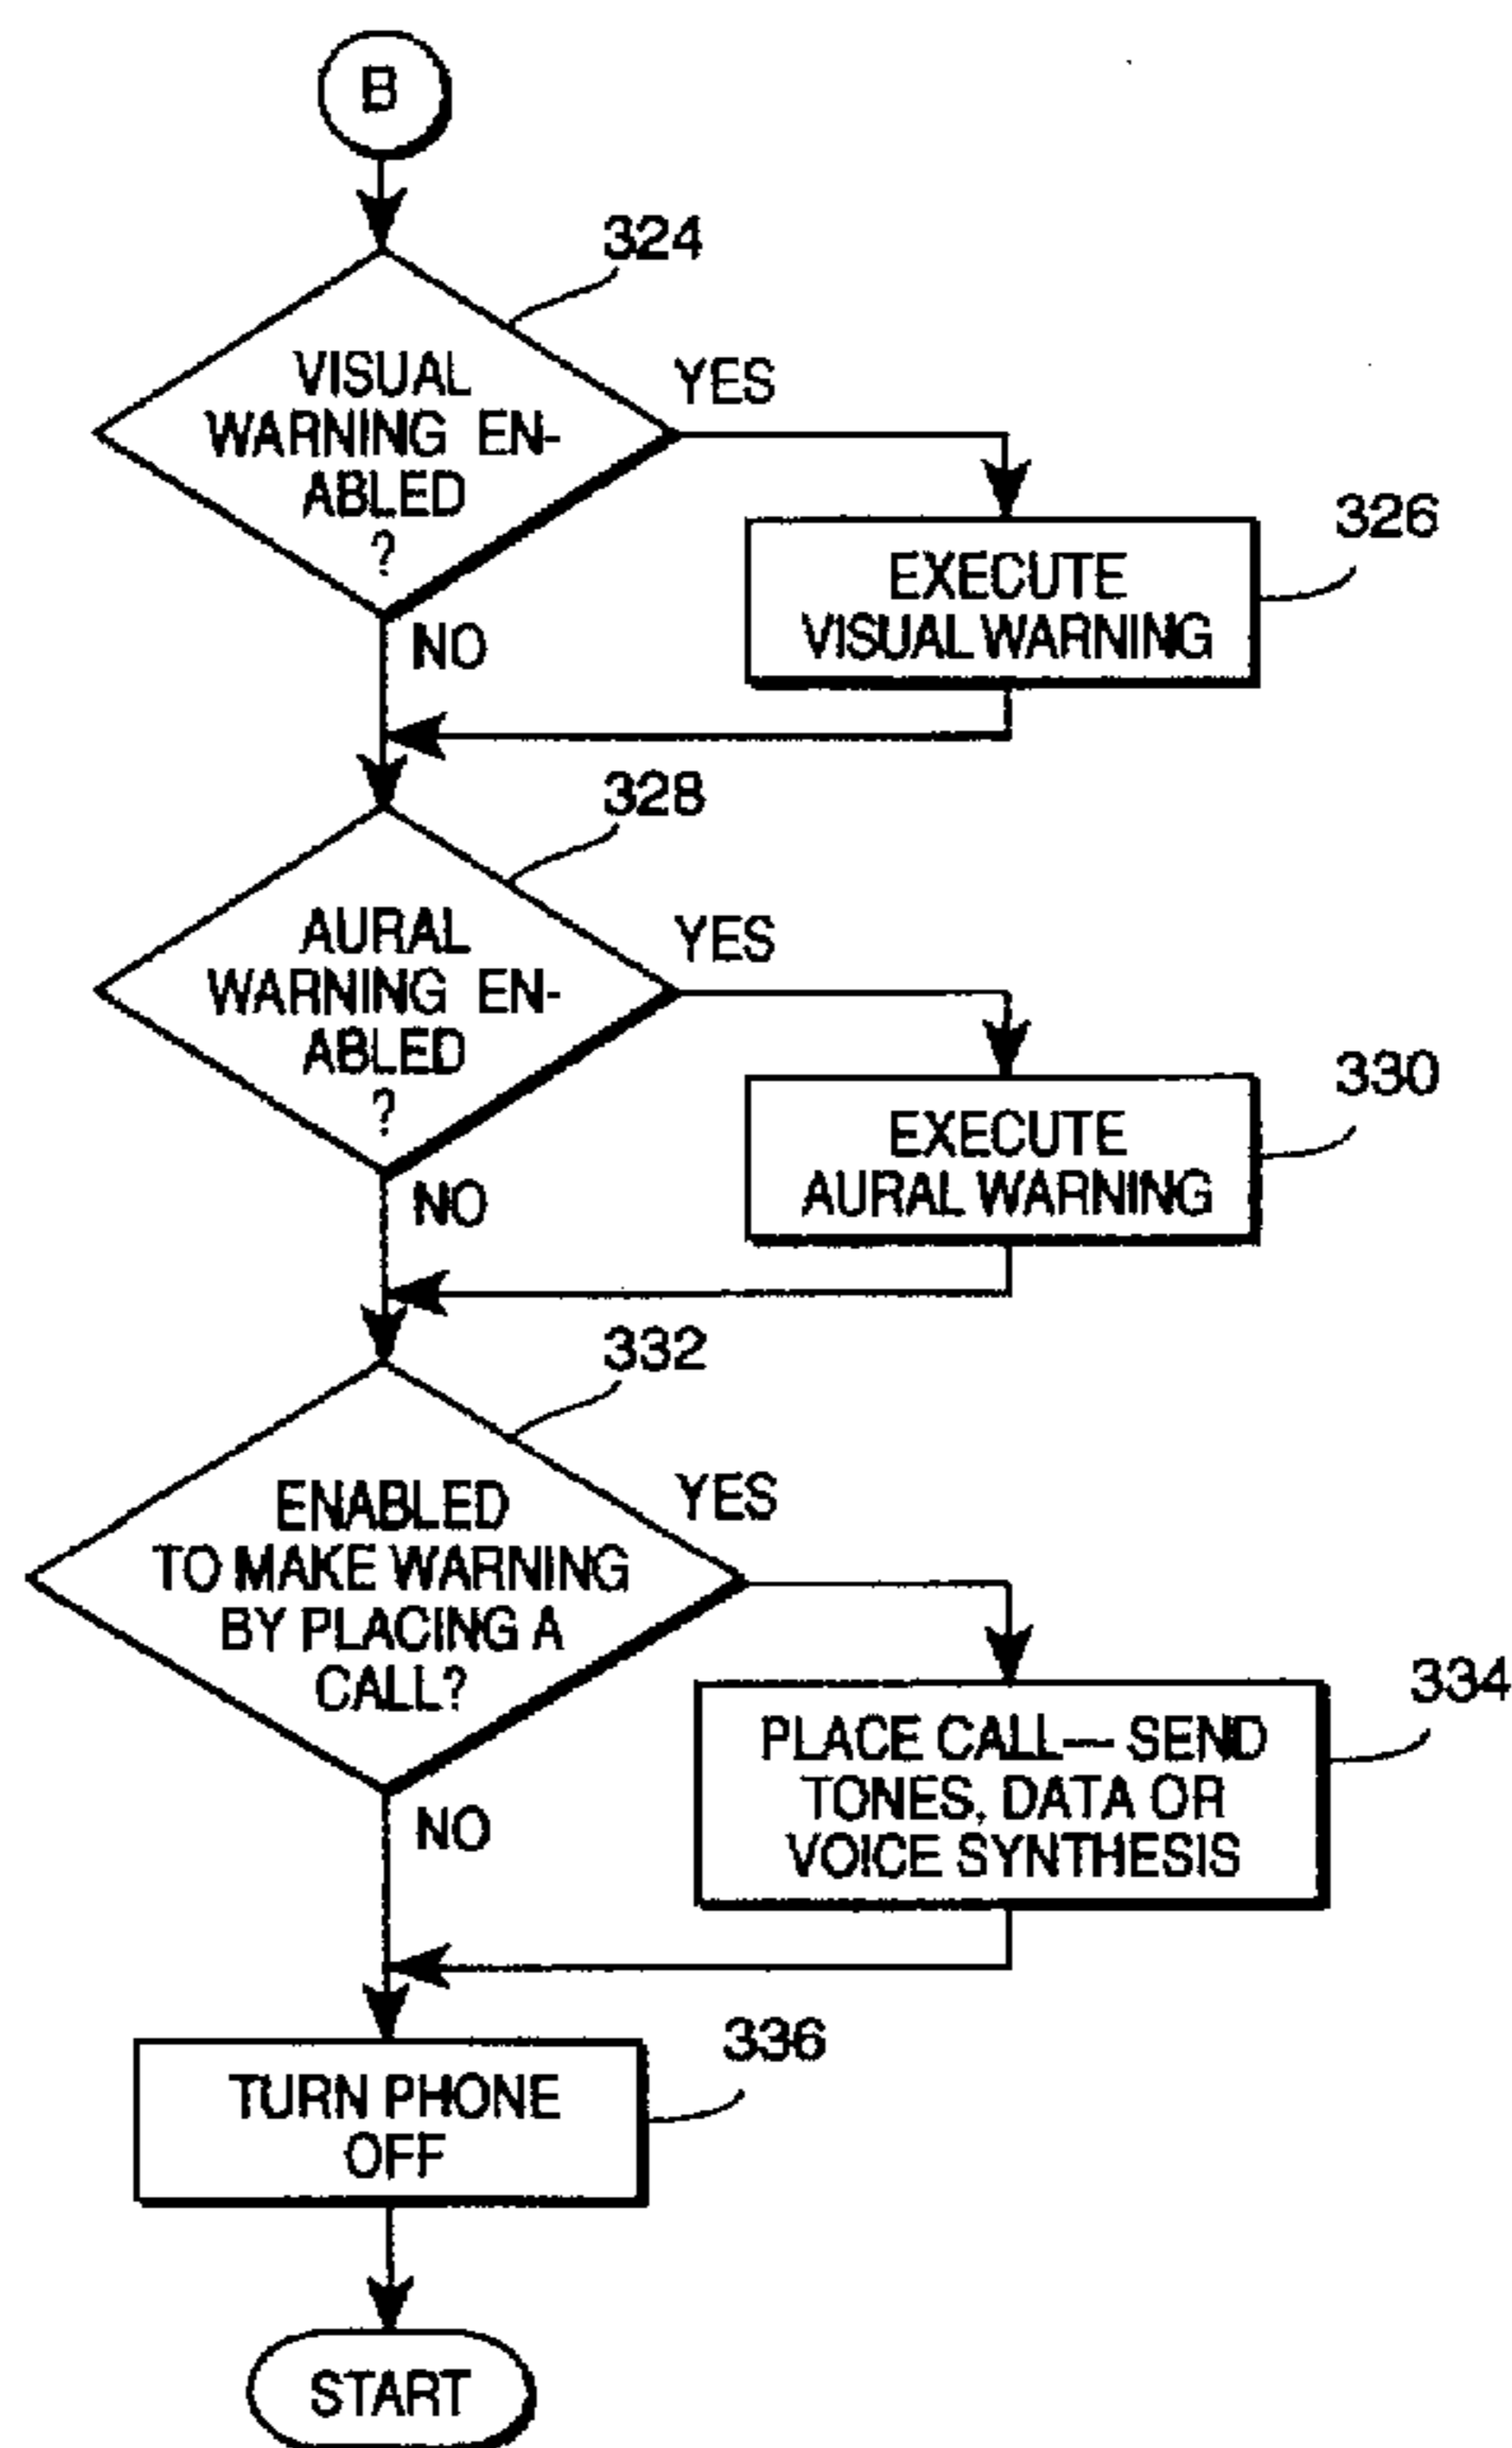 B
324
VISUAL
WARNING EN-
ABLED
?
YES
NO
326
EXECUTE
VISUAL WARNING
328
AURAL
WARNING EN-
ABLED
?
YES
NO
330
EXECUTE
AURAL WARNING
332
ENABLED
TO MAKE WARNING
BY PLACING A
CALL?
YES
NO
334
PLACE CALL— SEND
TONES, DATA OR
VOICE SYNTHESIS
336
TURN PHONE
OFF
START